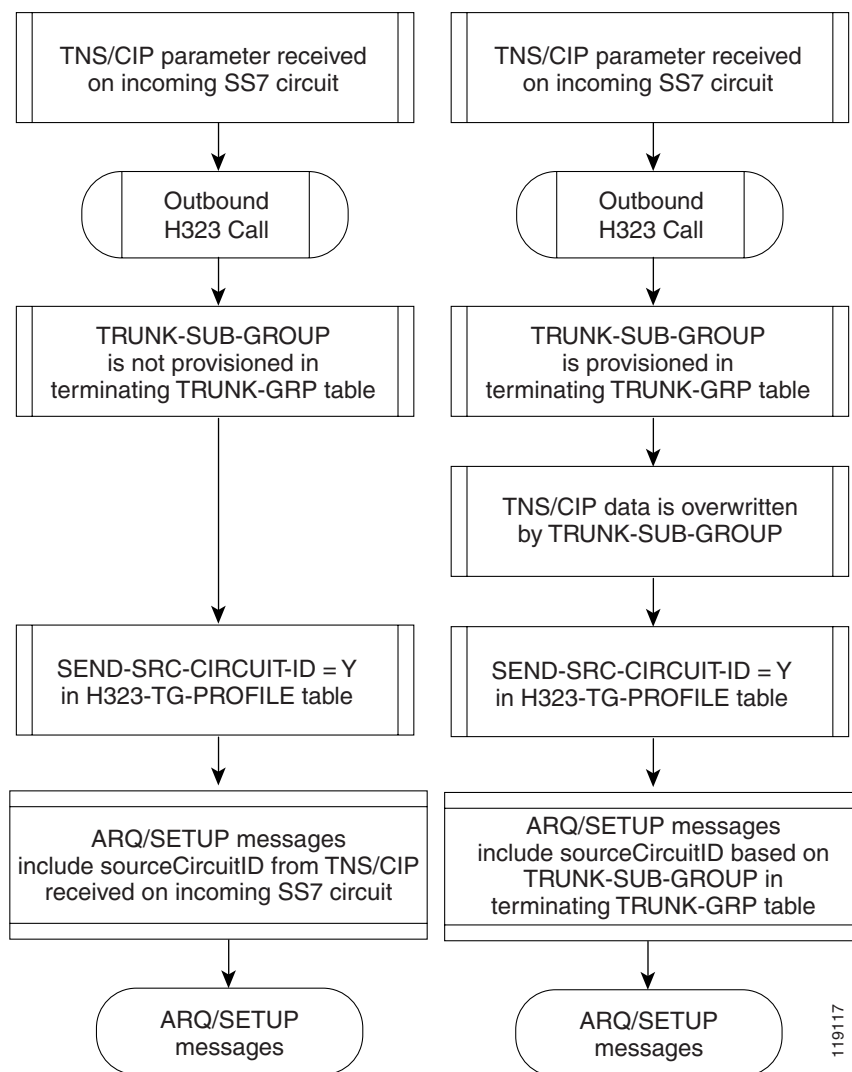 TNS/CIP parameter received
on incoming SS7 circuit
Outbound
H323 Call
TRUNK-SUB-GROUP
is not provisioned in
terminating TRUNK-GRP table
SEND-SRC-CIRCUIT-ID = Y
in H323-TG-PROFILE table
ARQ/SETUP messages
include sourceCircuitID from TNS/CIP
received on incoming SS7 circuit
ARQ/SETUP
messages
TNS/CIP parameter received
on incoming SS7 circuit
Outbound
H323 Call
TRUNK-SUB-GROUP
is provisioned in
terminating TRUNK-GRP table
TNS/CIP data is overwritten
by TRUNK-SUB-GROUP
SEND-SRC-CIRCUIT-ID = Y
in H323-TG-PROFILE table
ARQ/SETUP messages
include sourceCircuitID based on
TRUNK-SUB-GROUP in
terminating TRUNK-GRP table
ARQ/SETUP
messages
119117